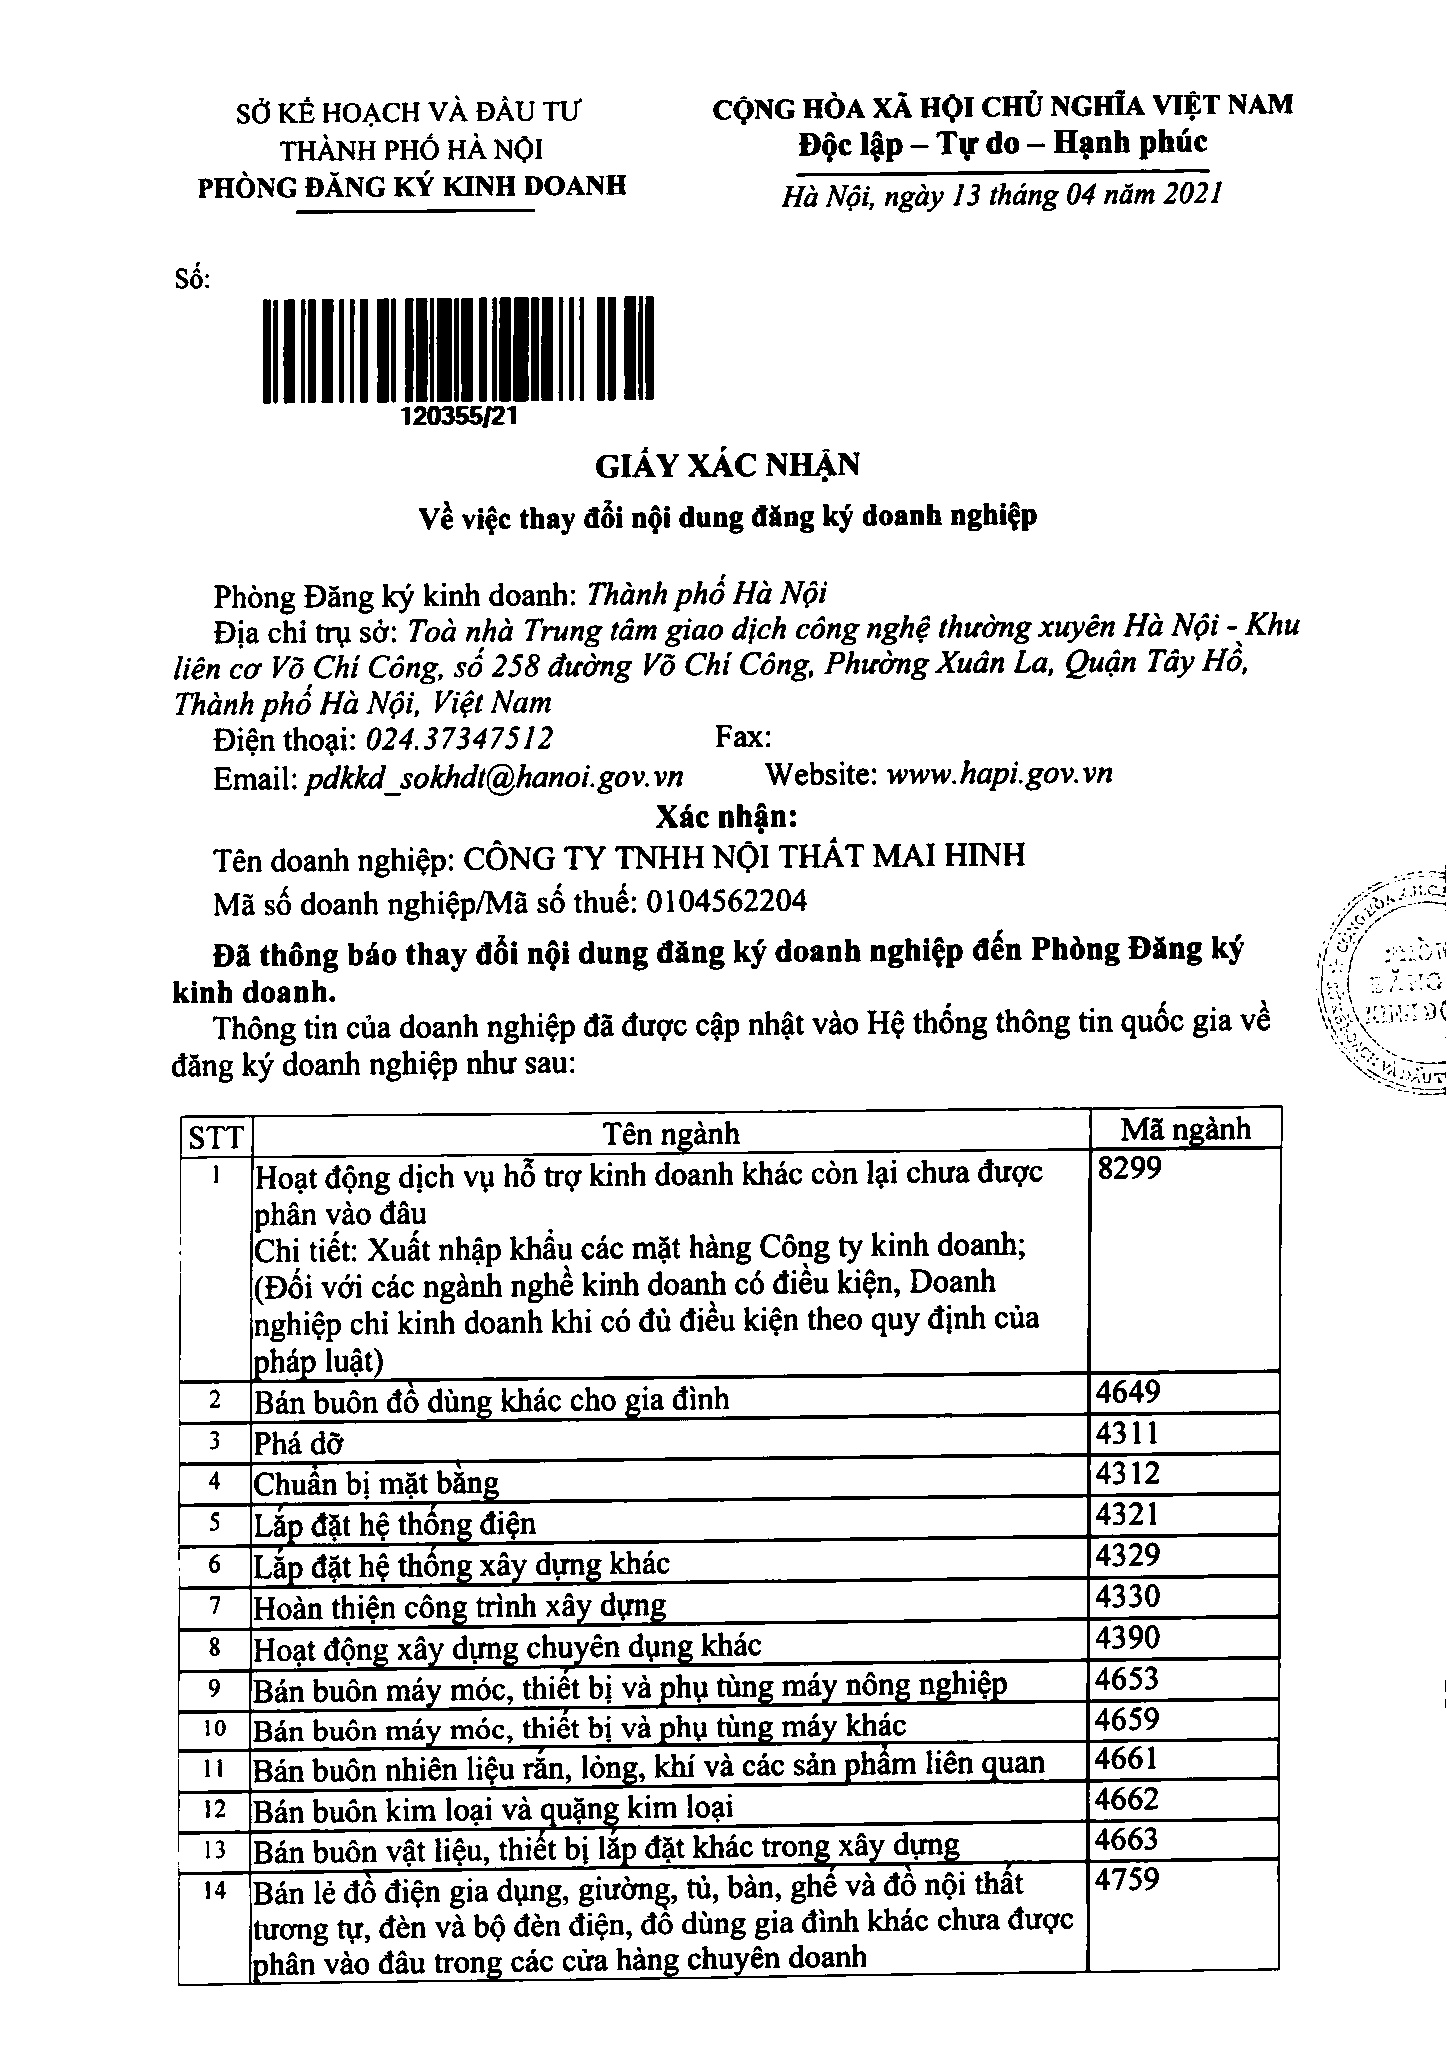 SỞ KẾ HOẠCH VÀ ĐẦU TƯ
THÀNH PHỐ HÀ NỘI
PHÒNG ĐĂNG KÝ KINH DOANH
CỘNG HÒA XÃ HỘI CHỦ NGHĨA VIỆT NAM
Độc lập – Tự do – Hạnh phúc
Hà Nội, ngày 13 tháng 04 năm 2021
Số:
120355/21
GIẤY XÁC NHẬN
Về việc thay đổi nội dung đăng ký doanh nghiệp
Phòng Đăng ký kinh doanh: Thành phố Hà Nội
Địa chỉ trụ sở: Toà nhà Trung tâm giao dịch công nghệ thường xuyên Hà Nội - Khu
liên cơ Võ Chí Công, số 258 đường Võ Chí Công, Phường Xuân La, Quận Tây Hồ,
Thành phố Hà Nội, Việt Nam
Điện thoại: 024.37347512 Fax:
Email: pdkkd_sokhdt@hanoi.gov.vn Website: www.hapi.gov.vn
Xác nhận:
Tên doanh nghiệp: CÔNG TY TNHH NỘI THẤT MAI HINH
Mã số doanh nghiệp/Mã số thuế: 0104562204
Đã thông báo thay đổi nội dung đăng ký doanh nghiệp đến Phòng Đăng ký
kinh doanh.
Thông tin của doanh nghiệp đã được cập nhật vào Hệ thống thông tin quốc gia về
đăng ký doanh nghiệp như sau:
STT Tên ngành Mã ngành
1 Hoạt động dịch vụ hỗ trợ kinh doanh khác còn lại chưa được 8299
phân vào đâu
Chi tiết: Xuất nhập khẩu các mặt hàng Công ty kinh doanh;
(Đối với các ngành nghề kinh doanh có điều kiện, Doanh
nghiệp chỉ kinh doanh khi có đủ điều kiện theo quy định của
pháp luật)
2 Bán buôn đồ dùng khác cho gia đình 4649
3 Phá dỡ 4311
4 Chuẩn bị mặt bằng 4312
5 Lắp đặt hệ thống điện 4321
6 Lắp đặt hệ thống xây dựng khác 4329
7 Hoàn thiện công trình xây dựng 4330
8 Hoạt động xây dựng chuyên dụng khác 4390
9 Bán buôn máy móc, thiết bị và phụ tùng máy nông nghiệp 4653
10 Bán buôn máy móc, thiết bị và phụ tùng máy khác 4659
11 Bán buôn nhiên liệu rắn, lỏng, khí và các sản phẩm liên quan 4661
12 Bán buôn kim loại và quặng kim loại 4662
13 Bán buôn vật liệu, thiết bị lắp đặt khác trong xây dựng 4663
14 Bán lẻ đồ điện gia dụng, giường, tủ, bàn, ghế và đồ nội thất 4759
tương tự, đèn và bộ đèn điện, đồ dùng gia đình khác chưa được
phân vào đâu trong các cửa hàng chuyên doanh